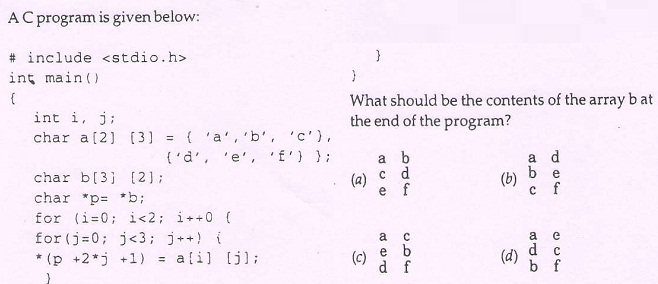 A C program is given below:
# include <stdio.h>
int main()
{
int i, j;
char a[2] [3] = { 'a','b', 'c'},
{'d', 'e', 'f'} };
char b[3] [2];
char *p= *b;
for (i=0; i<2; i++0 {
for(j=0; j<3; j++) {
*(p +2*j +1) = a[i] [j];
}
}
}
What should be the contents of the array b at
the end of the program?
(a)
a b
c d
e f
(b)
a d
b e
c f
(c)
a c
e b
d f
(d)
a e
d c
b f